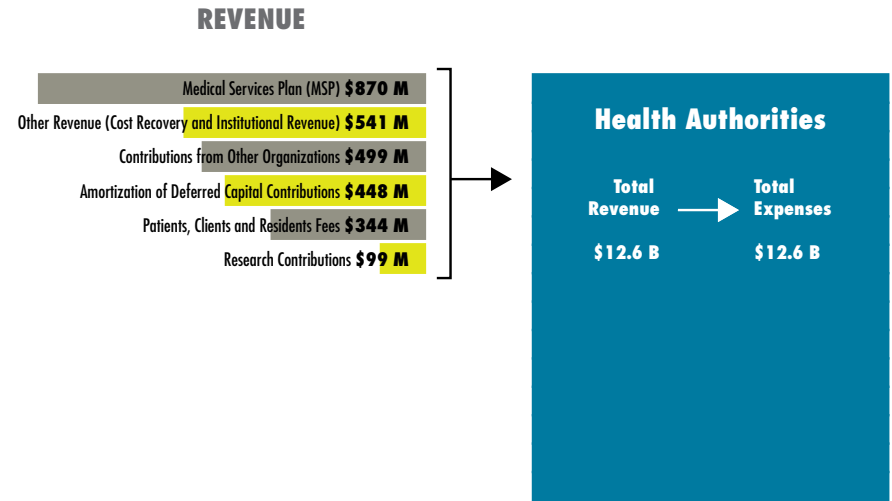 REVENUE
Medical Services Plan (MSP) $870 M
Other Revenue (Cost Recovery and Institutional Revenue) $541 M
Contributions from Other Organizations $499 M
Amortization of Deferred Capital Contributions $448 M
Patients, Clients and Residents Fees $344 M
Research Contributions $99 M
Health Authorities
Total Revenue
$12.6 B
Total Expenses
$12.6 B